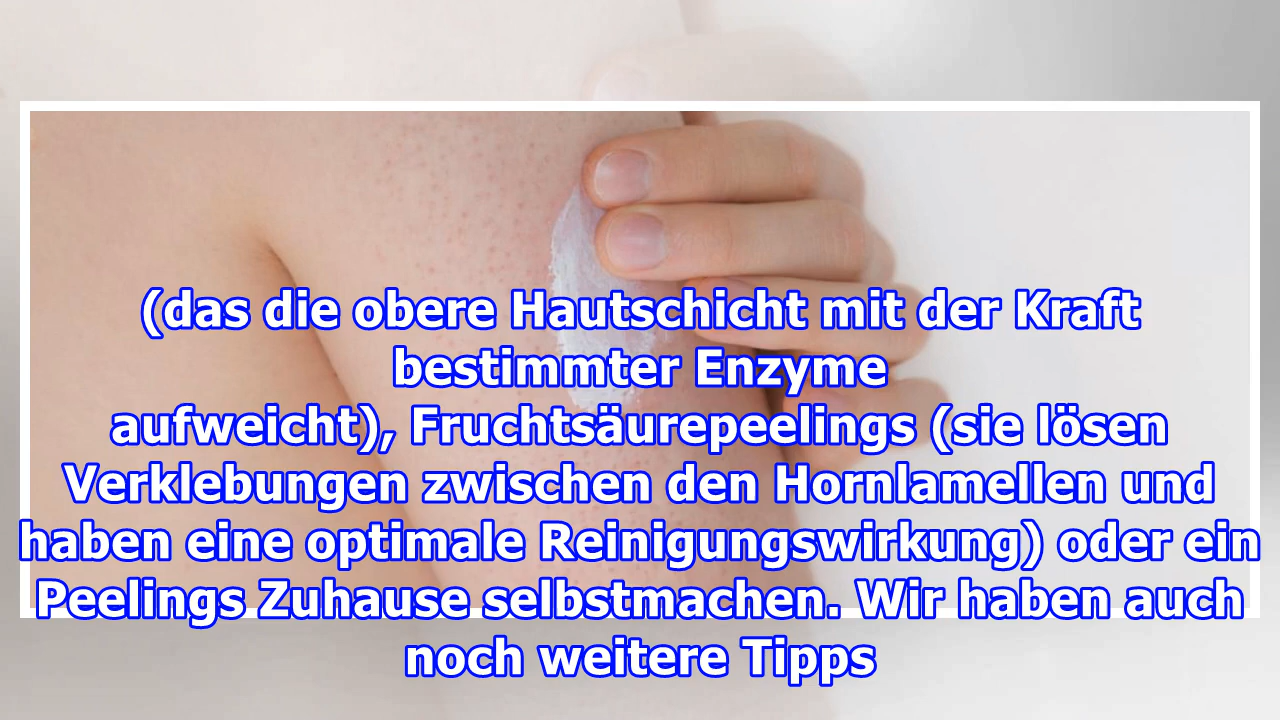 (das die obere Hautschicht mit der Kraft
bestimmter Enzyme
aufweicht), Fruchtsäurepeelings (sie lösen
Verklebungen zwischen den Hornlamellen und
haben eine optimale Reinigungswirkung) oder ein
Peelings Zuhause selbstmachen. Wir haben auch
noch weitere Tipps